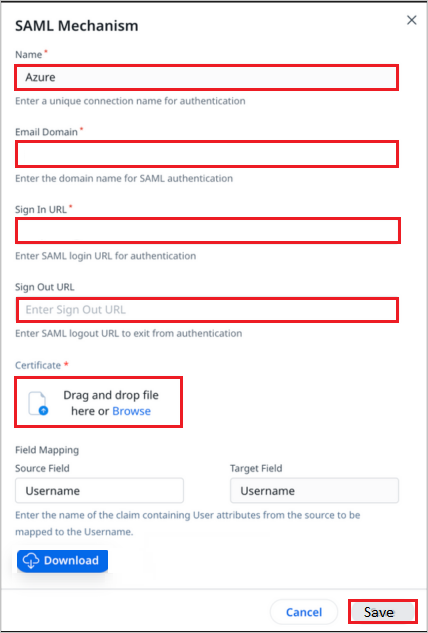 SAML Mechanism
Name *
Azure
Enter a unique connection name for authentication
Email Domain *
Enter the domain name for SAML authentication
Sign In URL *
Enter SAML login URL for authentication
Sign Out URL
Enter Sign Out URL
Enter SAML logout URL to exit from authentication
Certificate *
Drag and drop file
here or Browse
Field Mapping
Source Field Target Field
Username Username
Enter the name of the claim containing User attributes from the source to be
mapped to the Username.
Download
Cancel Save